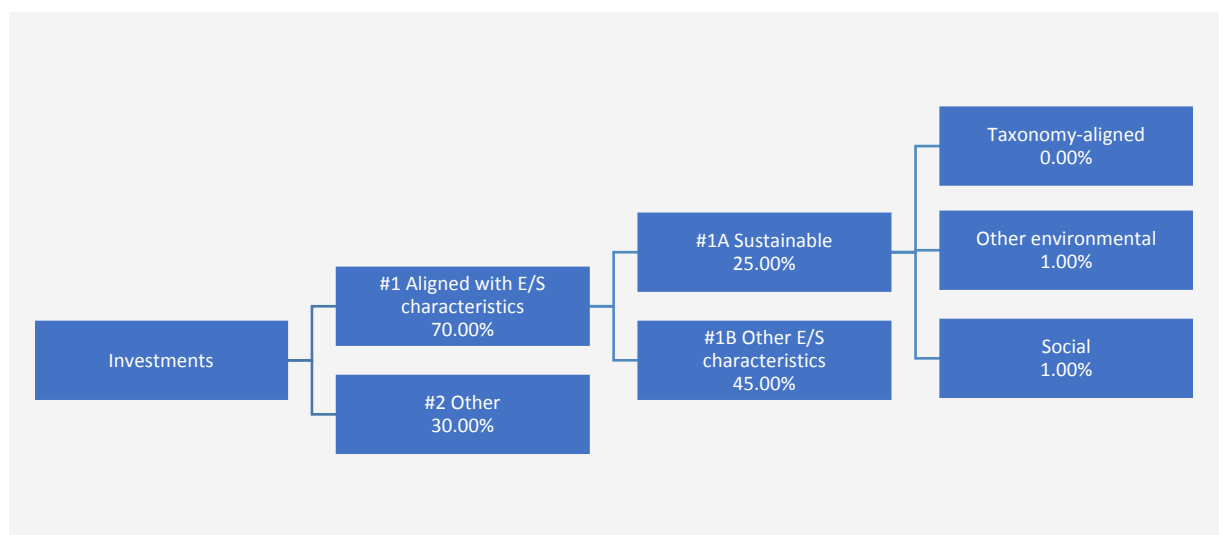 Investments
#1 Aligned with E/S
characteristics
70.00%
#2 Other
30.00%
#1A Sustainable
25.00%
#1B Other E/S
characteristics
45.00%
Taxonomy-aligned
0.00%
Other environmental
1.00%
Social
1.00%